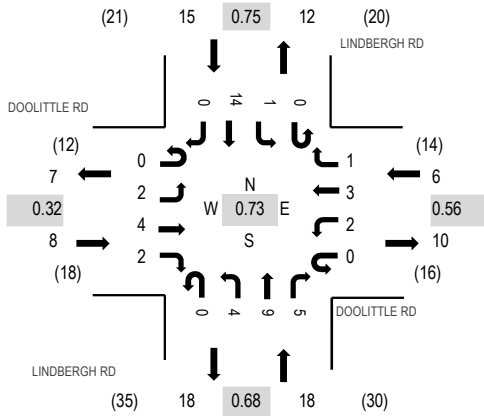 (21) 15 0.75 12 (20)
LINDBERGH RD
0 14 1 0
DOOLITTLE RD
(12) 0 1 (14)
7 2 3 6
N
0.32 W 0.73 E 0.56
S
8 4 2 10
(18) 2 0 (16)
0 4 9 5
DOOLITTLE RD
LINDBERGH RD
(35) 18 0.68 18 (30)